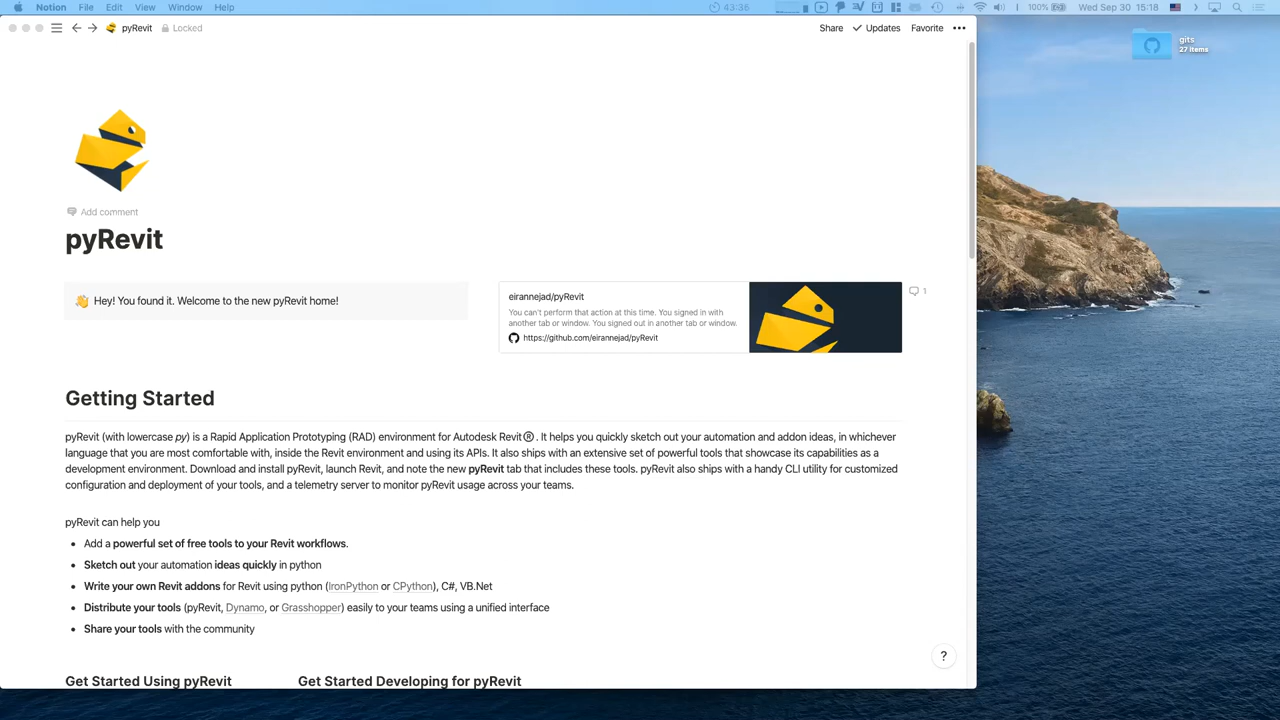 Notion File Edit View Window Help 43:36 100% Wed Sep 30 15:18
pyRevit Locked Share Updates Favorite
gits
27 items
Add comment
pyRevit
Hey! You found it. Welcome to the new pyRevit home!
eirannejad/pyRevit
You can't perform that action at this time. You signed in with
another tab or window. You signed out in another tab or window.
https://github.com/eirannejad/pyRevit
1
Getting Started
pyRevit (with lowercase py) is a Rapid Application Prototyping (RAD) environment for Autodesk Revit®. It helps you quickly sketch out your automation and addon ideas, in whichever
language that you are most comfortable with, inside the Revit environment and using its APIs. It also ships with an extensive set of powerful tools that showcase its capabilities as a
development environment. Download and install pyRevit, launch Revit, and note the new pyRevit tab that includes these tools. pyRevit also ships with a handy CLI utility for customized
configuration and deployment of your tools, and a telemetry server to monitor pyRevit usage across your teams.
pyRevit can help you
• Add a powerful set of free tools to your Revit workflows.
• Sketch out your automation ideas quickly in python
• Write your own Revit addons for Revit using python (IronPython or CPython), C#, VB.Net
• Distribute your tools (pyRevit, Dynamo, or Grasshopper) easily to your teams using a unified interface
• Share your tools with the community
?
Get Started Using pyRevit Get Started Developing for pyRevit